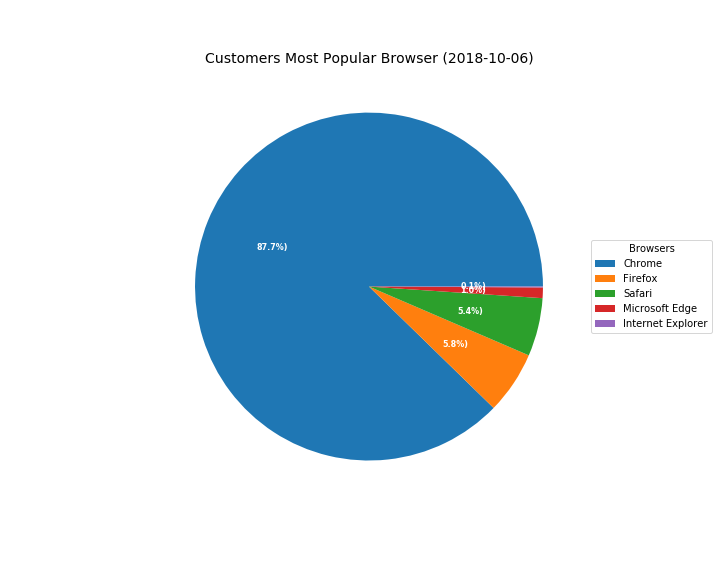 Customers Most Popular Browser (2018-10-06)
87.7%)
Browsers
Chrome
Firefox
Safari
Microsoft Edge
Internet Explorer
0.1%)
1.0%)
5.4%)
5.8%)